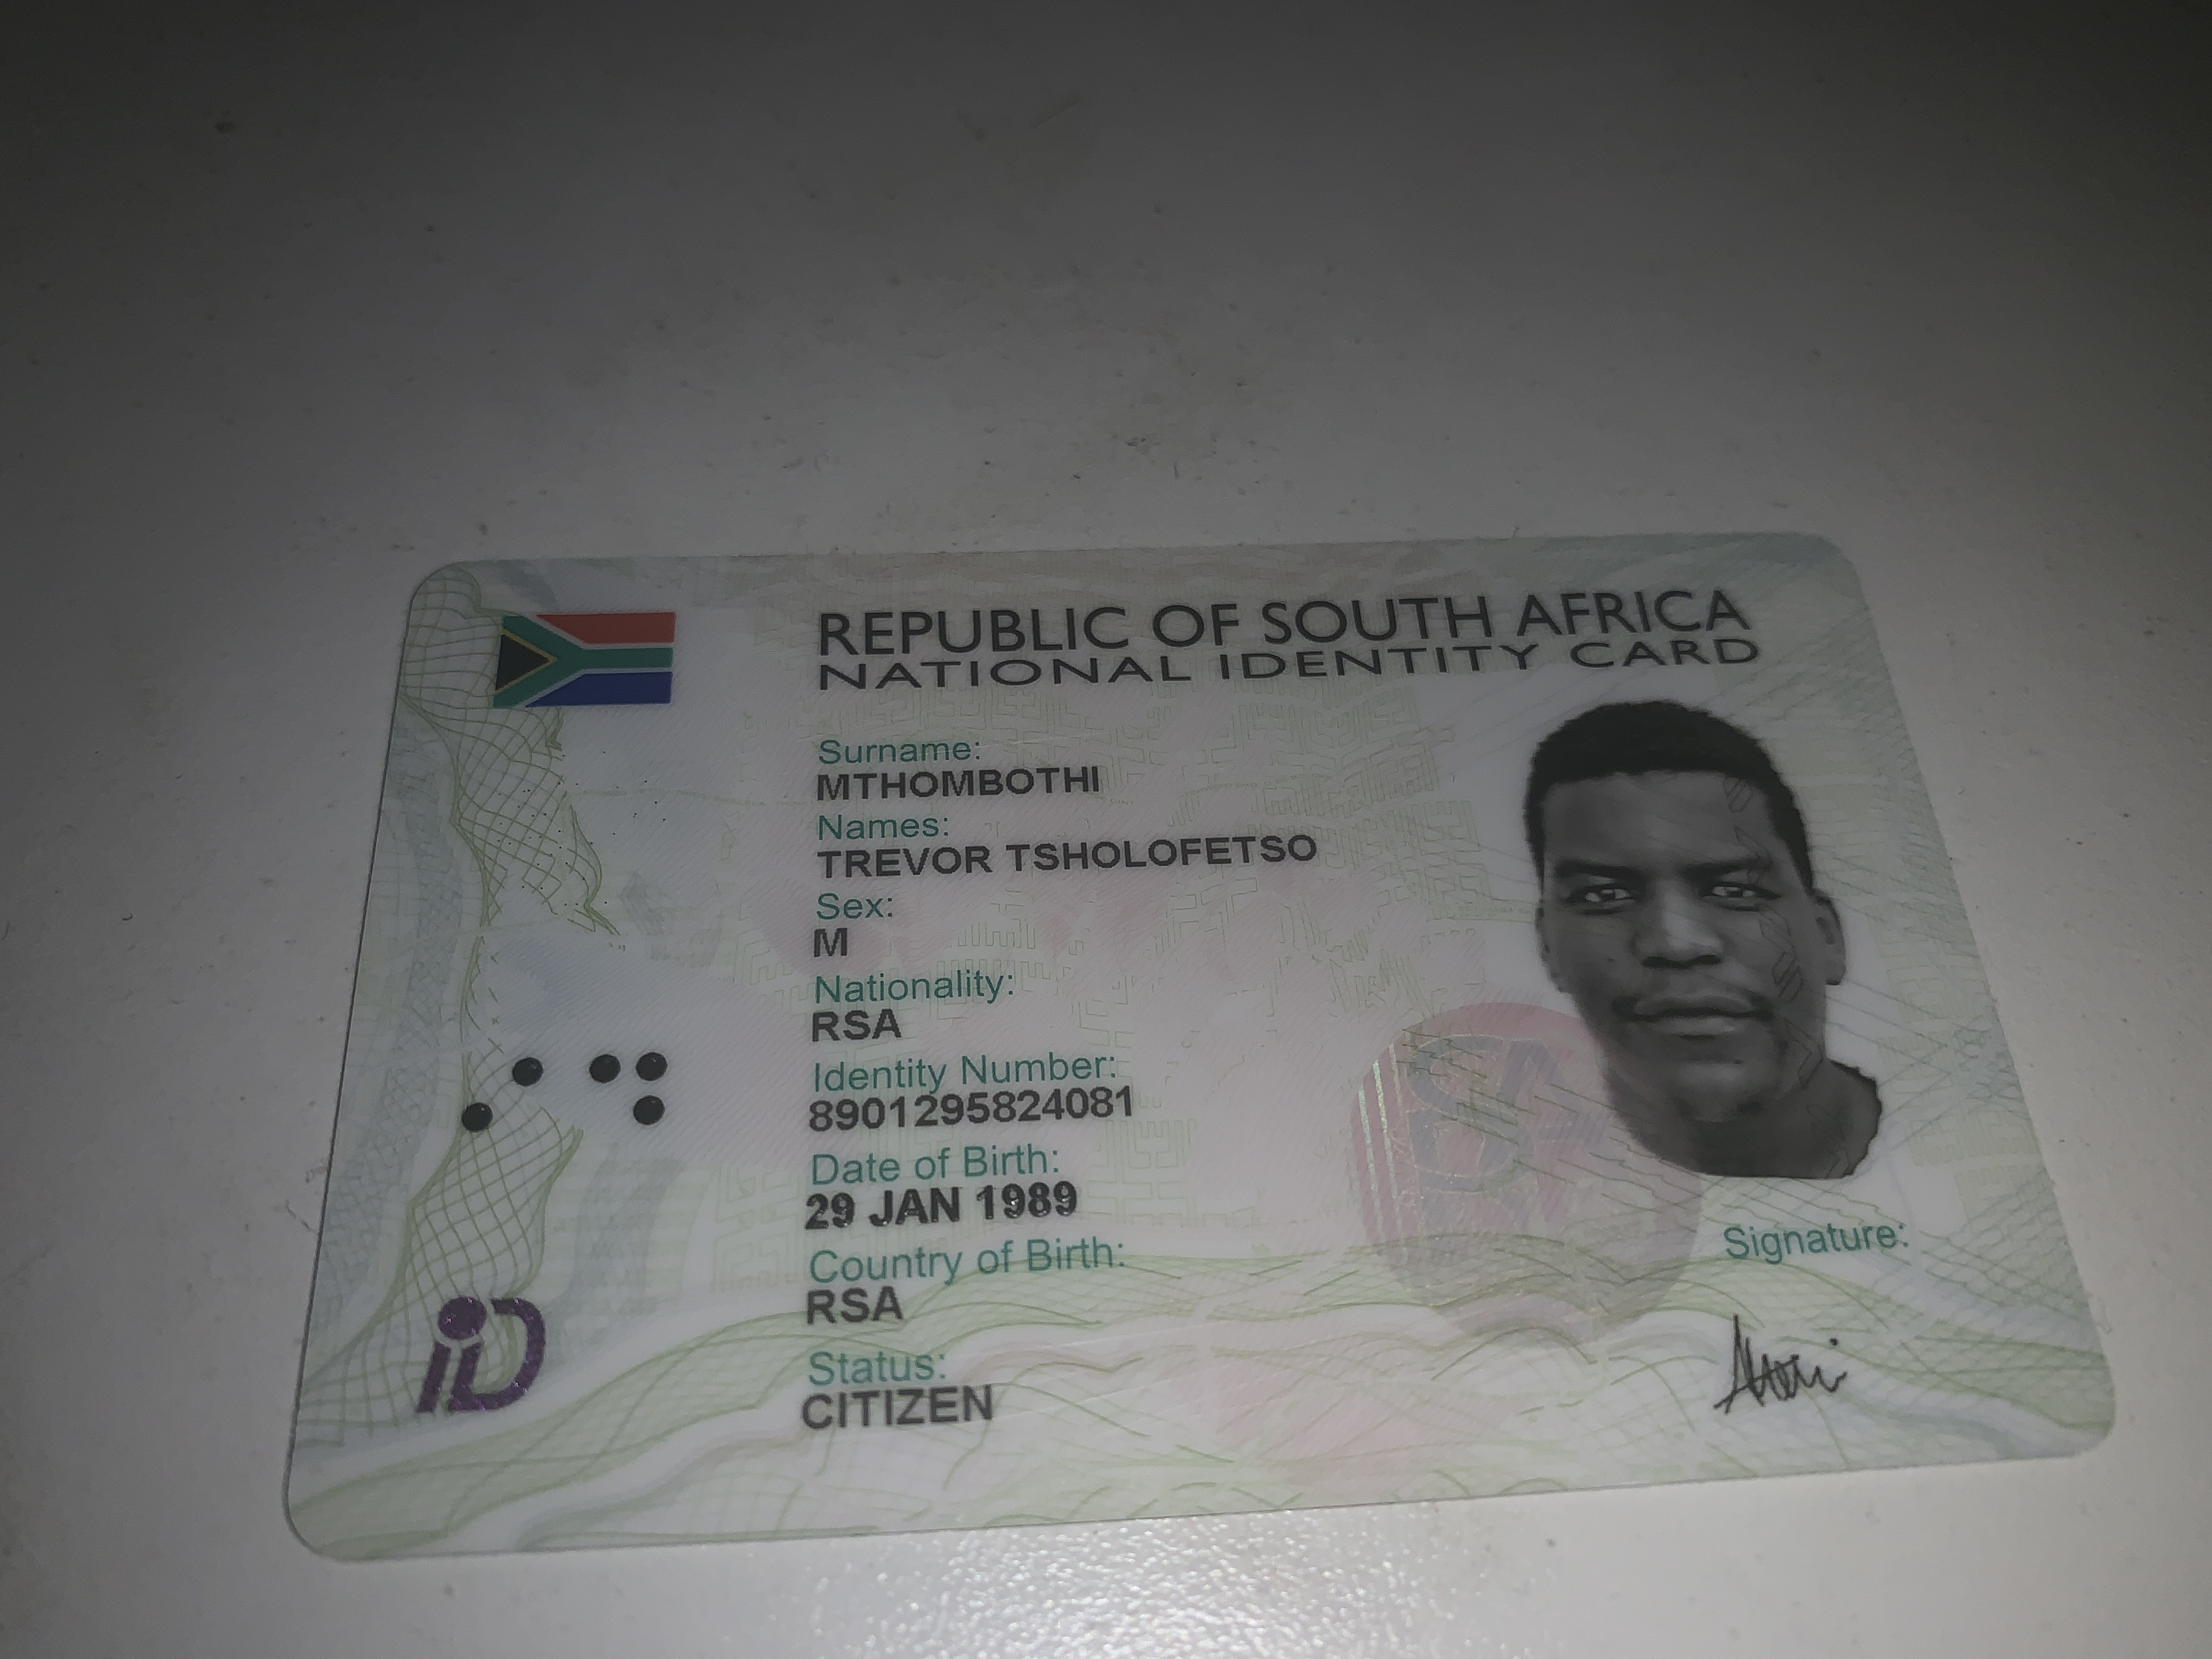 REPUBLIC OF SOUTH AFRICA
NATIONAL IDENTITY CARD
Surname:
MTHOMBOTHI
Names:
TREVOR TSHOLOFETSO
Sex:
M
Nationality:
RSA
Identity Number:
8901295824081
Date of Birth:
29 JAN 1989
Country of Birth:
RSA
Status:
CITIZEN
Signature:
iD